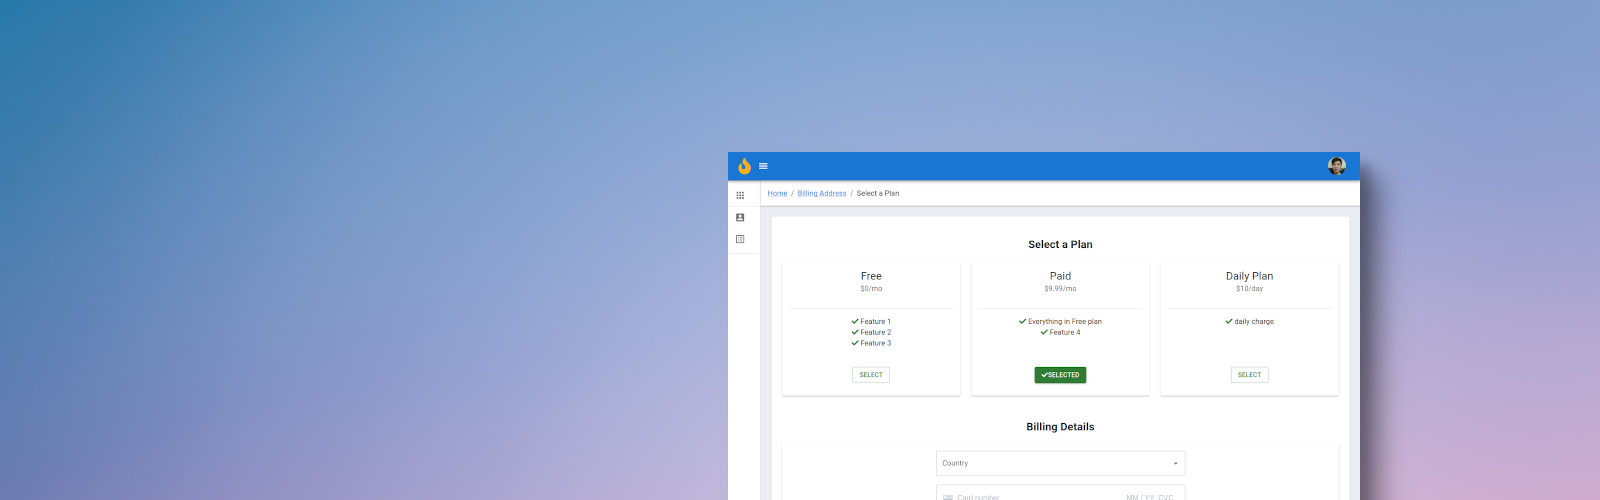 Home / Billing Address / Select a Plan
Select a Plan
Free
$0/mo
Feature 1
Feature 2
Feature 3
SELECT
Paid
$9.99/mo
Everything in Free plan
Feature 4
SELECTED
Daily Plan
$10/day
daily charge
SELECT
Billing Details
Country
Card number MM / YY CVC